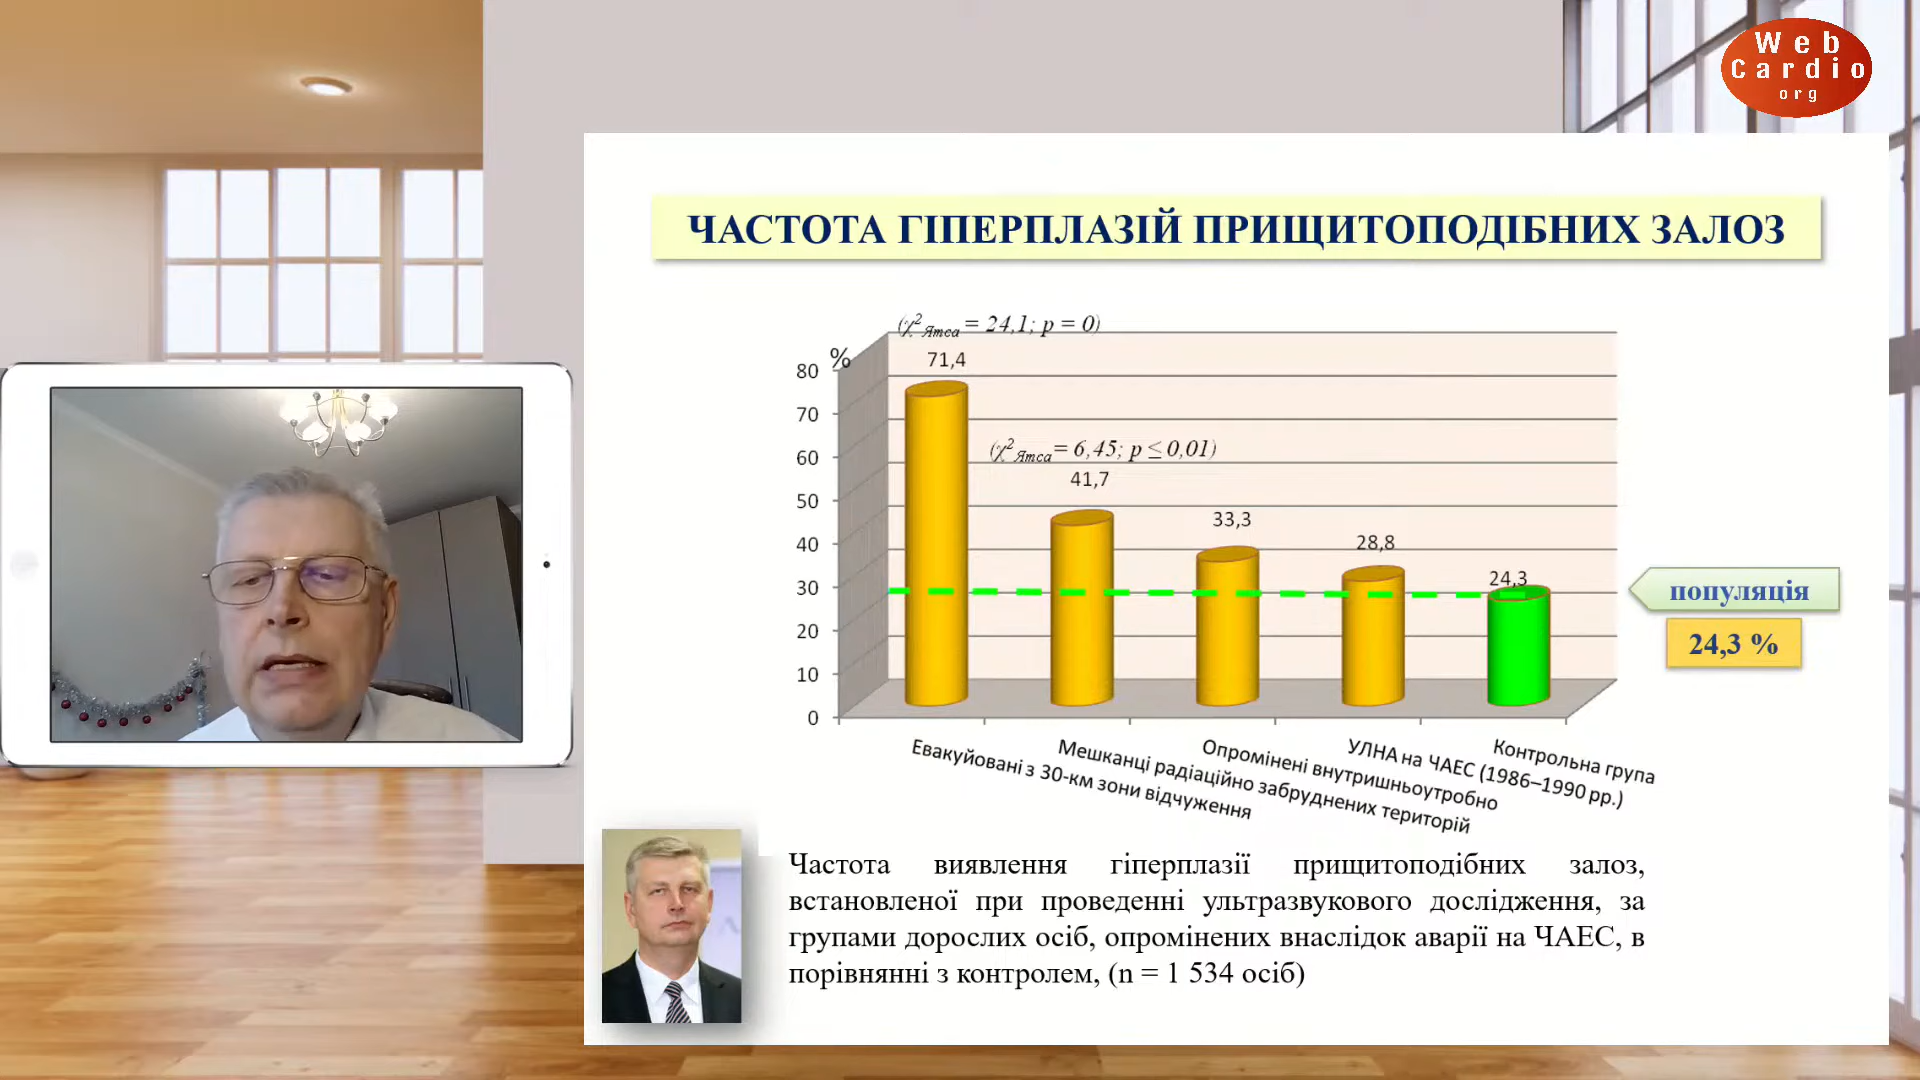 Web
Cardio
org
ЧАСТОТА ГІПЕРПЛАЗІЙ ПРИЩИТОПОДІБНИХ ЗАЛОЗ
(χ²Ятса = 24,1; p = 0)
%
71,4
80
70
60
50
40
30
20
10
0
(χ²Ятса = 6,45; p ≤ 0,01)
41,7
33,3
28,8
24,3
популяція
24,3 %
Евакуйовані з 30-км зони відчуження
Мешканці радіаційно забруднених територій
Опромінені внутришньоутробно
УЛНА на ЧАЕС (1986–1990 рр.)
Контрольна група
Частота виявлення гіперплазії прищитоподібних залоз,
встановленої при проведенні ультразвукового дослідження, за
групами дорослих осіб, опромінених внаслідок аварії на ЧАЕС, в
порівнянні з контролем, (n = 1 534 осіб)